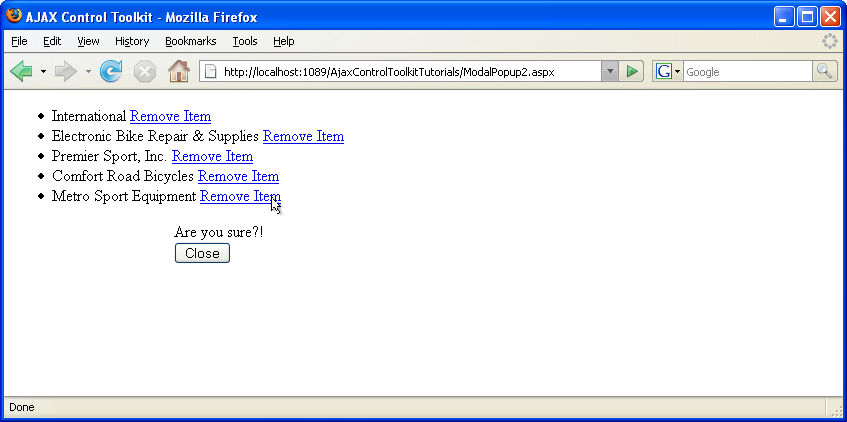 AJAX Control Toolkit - Mozilla Firefox
File Edit View History Bookmarks Tools Help
http://localhost:1089/AjaxControlToolkitTutorials/ModalPopup2.aspx G Google
• International Remove Item
• Electronic Bike Repair & Supplies Remove Item
• Premier Sport, Inc. Remove Item
• Comfort Road Bicycles Remove Item
• Metro Sport Equipment Remove Item
Are you sure?!
Close
Done